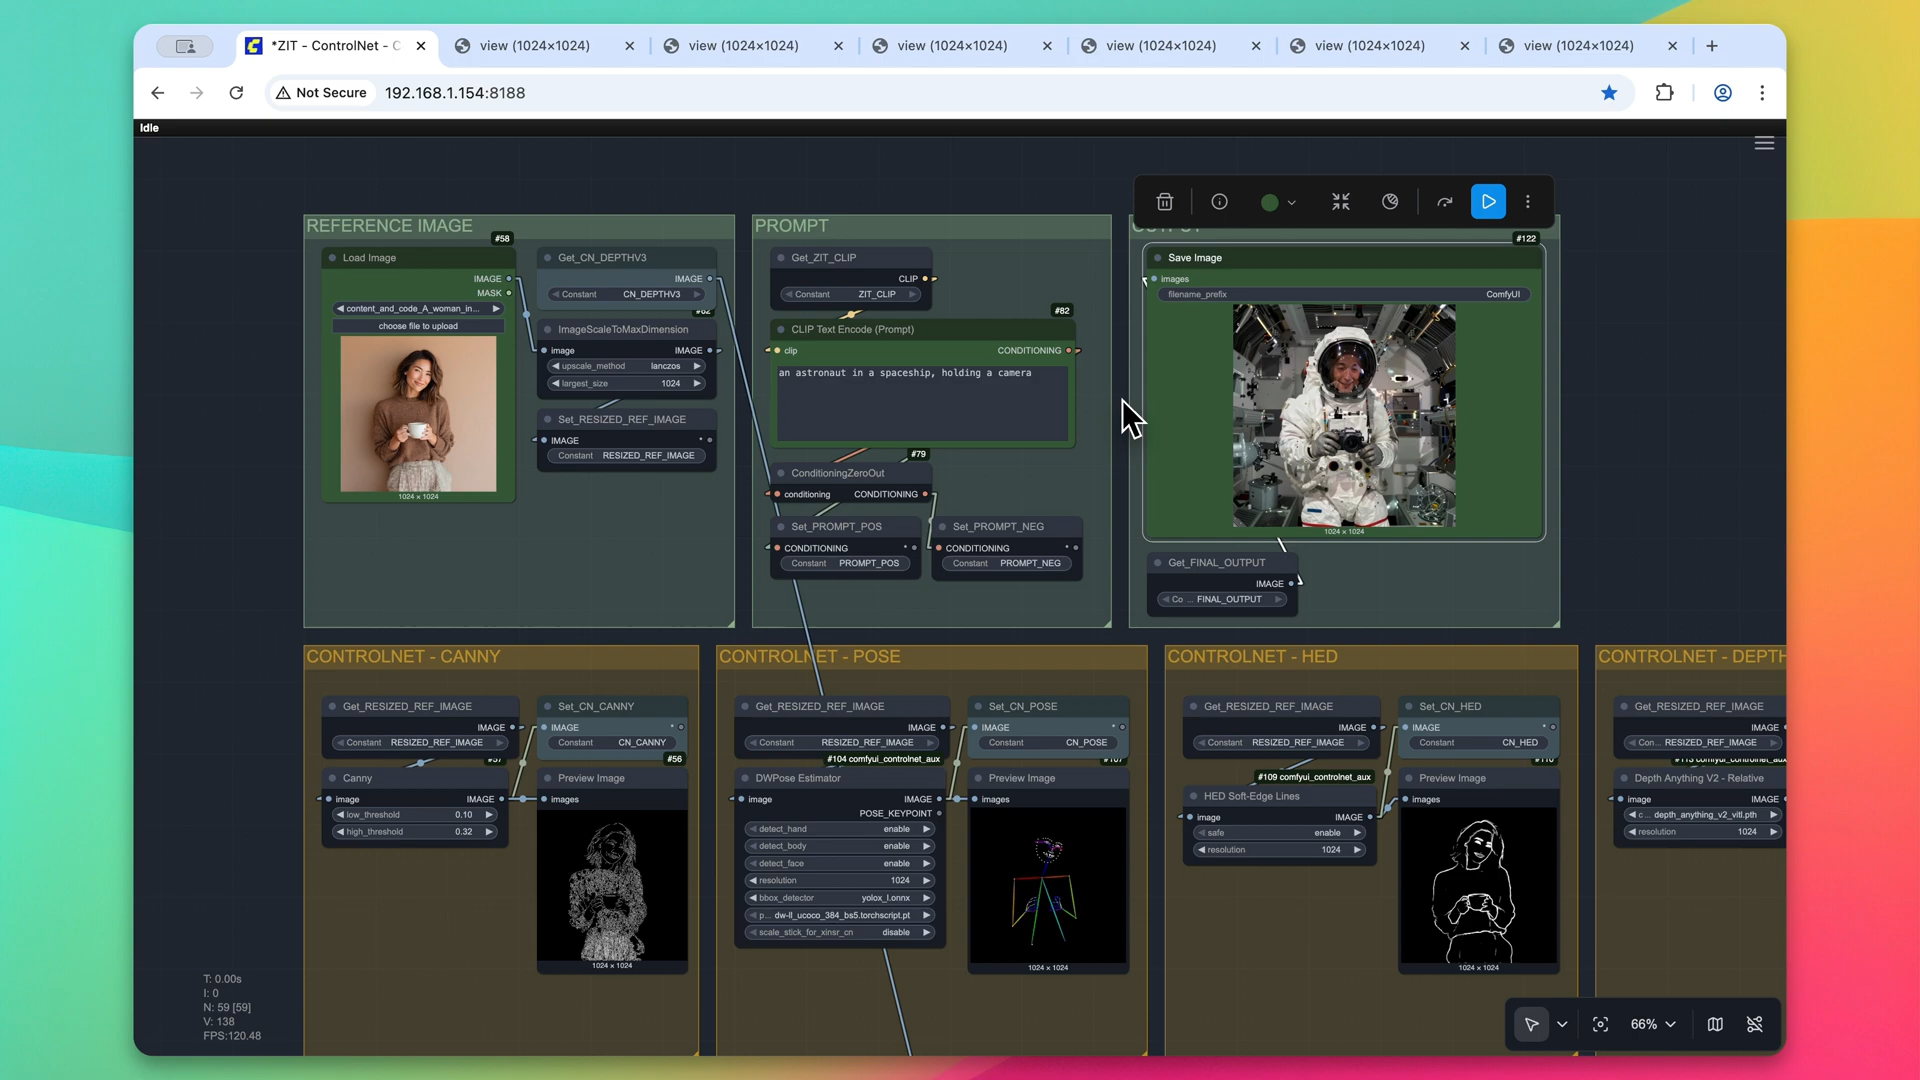 *ZIT - ControlNet - C
view (1024×1024)
view (1024×1024)
view (1024×1024)
view (1024×1024)
view (1024×1024)
view (1024×1024)
Not Secure
192.168.1.154:8188
Idle
REFERENCE IMAGE
#58
Load Image
IMAGE
MASK
content_and_code_A_woman_in...
choose file to upload
1024 × 1024
Get_CN_DEPTHV3
IMAGE
Constant CN_DEPTHV3
ImageScaleToMaxDimension
image IMAGE
upscale_method lanczos
largest_size 1024
Set_RESIZED_REF_IMAGE
IMAGE
Constant RESIZED_REF_IMAGE
PROMPT
Get_ZIT_CLIP
CLIP
Constant ZIT_CLIP
#82
CLIP Text Encode (Prompt)
clip CONDITIONING
an astronaut in a spaceship, holding a camera
#79
ConditioningZeroOut
conditioning CONDITIONING
Set_PROMPT_POS
CONDITIONING
Constant PROMPT_POS
Set_PROMPT_NEG
CONDITIONING
Constant PROMPT_NEG
OUTPUT
#122
Save Image
images
filename_prefix ComfyUI
1024 × 1024
Get_FINAL_OUTPUT
IMAGE
Co ... FINAL_OUTPUT
CONTROLNET - CANNY
Get_RESIZED_REF_IMAGE
IMAGE
Constant RESIZED_REF_IMAGE
Set_CN_CANNY
IMAGE
Constant CN_CANNY
#56
Canny
image IMAGE
low_threshold 0.10
high_threshold 0.32
Preview Image
images
1024 × 1024
CONTROLNET - POSE
Get_RESIZED_REF_IMAGE
IMAGE
Constant RESIZED_REF_IMAGE
Set_CN_POSE
IMAGE
Constant CN_POSE
#104 comfyui_controlnet_aux
DWPose Estimator
image IMAGE
POSE_KEYPOINT
detect_hand enable
detect_body enable
detect_face enable
resolution 1024
bbox_detector yolox_l.onnx
p... dw-ll_ucoco_384_bs5.torchscript.pt
scale_stick_for_xinsr_cn disable
Preview Image
images
1024 × 1024
CONTROLNET - HED
Get_RESIZED_REF_IMAGE
IMAGE
Constant RESIZED_REF_IMAGE
Set_CN_HED
IMAGE
Constant CN_HED
#109 comfyui_controlnet_aux
HED Soft-Edge Lines
image IMAGE
safe enable
resolution 1024
Preview Image
images
1024 × 1024
CONTROLNET - DEPTH
Get_RESIZED_REF_IMAGE
IMAGE
Con... RESIZED_REF_IMAGE
Depth Anything V2 - Relative
image IMAGE
c... depth_anything_v2_vitl.pth
resolution 1024
T: 0.00s
I: 0
N: 59 [59]
V: 138
FPS:120.48
66%